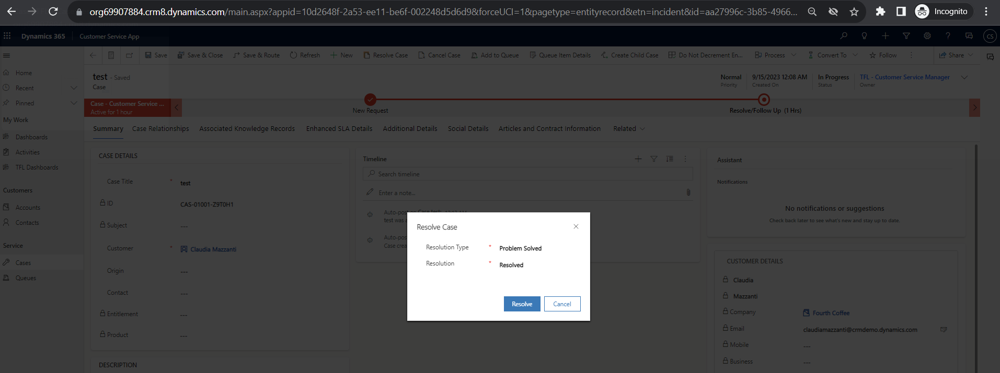 org69907884.crm8.dynamics.com/main.aspx?appid=10d2648f-2a53-ee11-be6f-002248d5d6d9&forceUCI=1&pagetype=entityrecord&etn=incident&id=aa27996c-3b85-4966...
Incognito
Dynamics 365
Customer Service App
CS
Save
Save & Close
Save & Route
Refresh
New
Resolve Case
Cancel Case
Add to Queue
Queue Item Details
Create Child Case
Do Not Decrement En...
Process
Convert To
Follow
Share
Home
Recent
Pinned
My Work
Dashboards
Activities
TFL Dashboards
Customers
Accounts
Contacts
Service
Cases
Queues
test - Saved
Case
Normal
Priority
9/15/2023 12:08 AM
Created On
In Progress
Status
TFL - Customer Service Manager
Owner
Case - Customer Service ...
Active for 1 hour
New Request
Resolve/Follow Up (1 Hrs)
Summary
Case Relationships
Associated Knowledge Records
Enhanced SLA Details
Additional Details
Social Details
Articles and Contract Information
Related
CASE DETAILS
Case Title * test
ID CAS-01001-Z9T0H1
Subject ---
Customer * Claudia Mazzanti
Origin ---
Contact ---
Entitlement ---
Product ---
DESCRIPTION
Timeline
Search timeline
Enter a note...
Auto-post on Case test:
test was
Auto-pos
Case crea
Resolve Case
Resolution Type * Problem Solved
Resolution * Resolved
Resolve
Cancel
Assistant
Notifications
No notifications or suggestions
Check back later to see what's new and stay up to date.
CUSTOMER DETAILS
Claudia
Mazzanti
Company Fourth Coffee
Email claudiamazzanti@crmdemo.dynamics.com
Mobile ---
Business ---